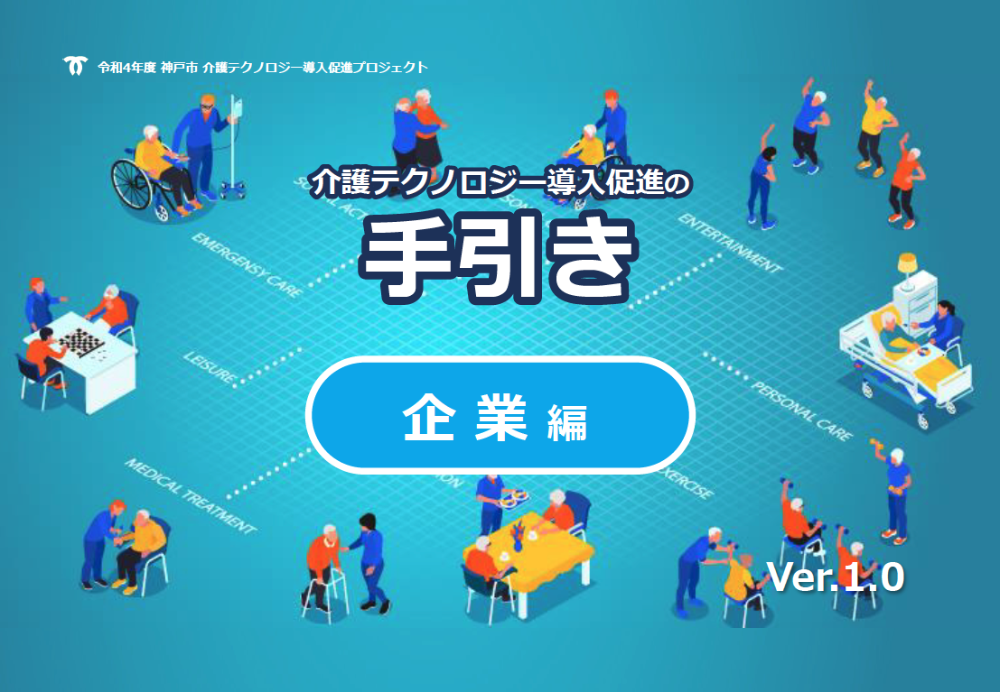 令和4年度 神戸市 介護テクノロジー導入促進プロジェクト
介護テクノロジー導入促進の
手引き
企業編
EMERGENSY CARE
ENTERTAINMENT
LEISURE
PERSONAL CARE
MEDICAL TREATMENT
Ver.1.0